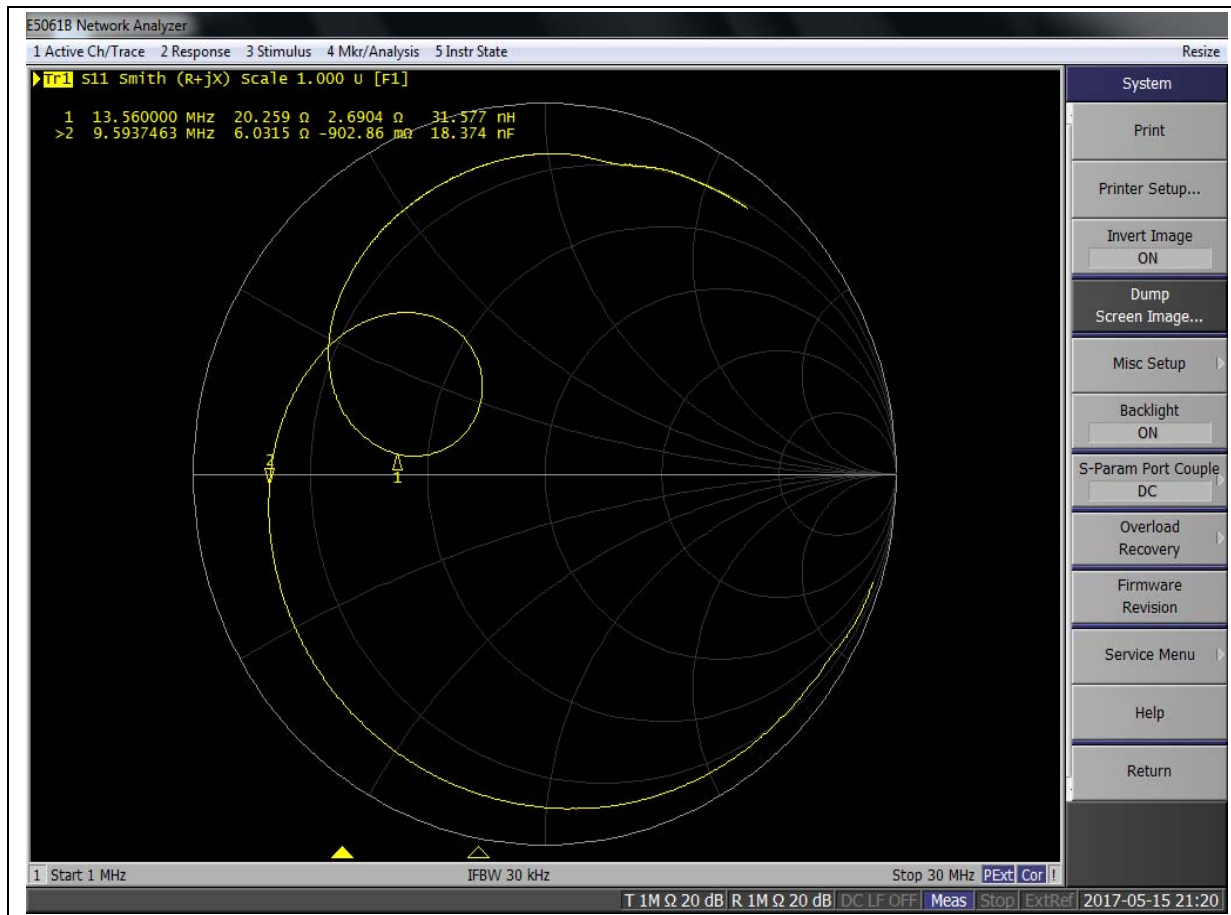 E5061B Network Analyzer
1 Active Ch/Trace 2 Response 3 Stimulus 4 Mkr/Analysis 5 Instr State Resize
Tr1 S11 Smith (R+jX) Scale 1.000 U [F1]
1 13.560000 MHz 20.259 Ω 2.6904 Ω 31.577 nH
>2 9.5937463 MHz 6.0315 Ω -902.86 mΩ 18.374 nF
2
1
System
Print
Printer Setup...
Invert Image
ON
Dump
Screen Image...
Misc Setup
Backlight
ON
S-Param Port Couple
DC
Overload
Recovery
Firmware
Revision
Service Menu
Help
Return
1 Start 1 MHz IFBW 30 kHz Stop 30 MHz PExt Cor !
T 1M Ω 20 dB R 1M Ω 20 dB DC LF OFF Meas Stop ExtRef 2017-05-15 21:20